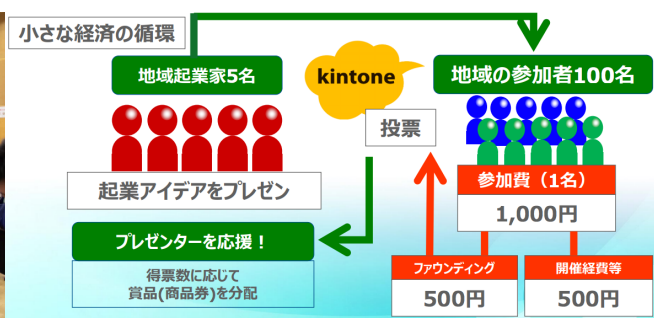 小さな経済の循環
地域起業家5名
kintone
地域の参加者100名
投票
起業アイデアをプレゼン
参加費（1名）
1,000円
プレゼンターを応援！
得票数に応じて
賞品(商品券)を分配
ファウンディング
500円
開催経費等
500円